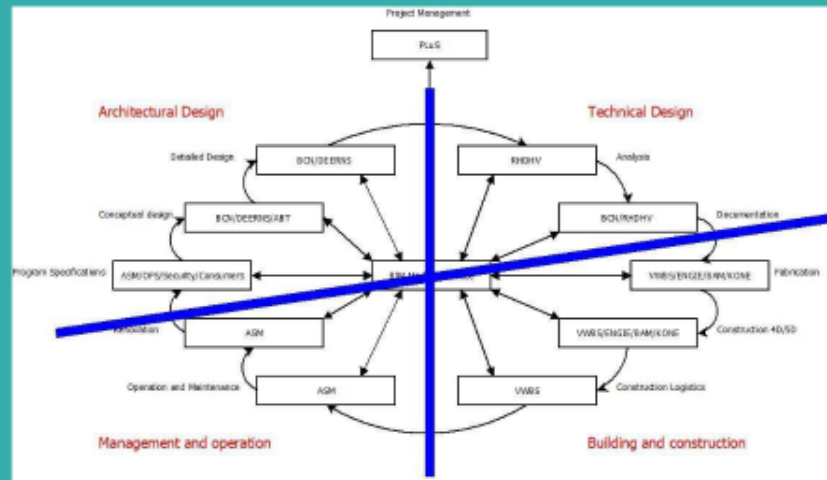 Project Management
PLuS
Architectural Design
Technical Design
Detailed Design
BCN/DEERNS
RHDHV
Analysis
Conceptual design
BCN/DEERNS/ABT
BCN/RHDHV
Documentation
Program Specifications
ASM/OPS/Security/Consumers
VWBS/ENGIE/BAM/KONE
Fabrication
Renovation
ASM
VWBS/ENGIE/BAM/KONE
Construction 4D/5D
Operation and Maintenance
ASM
VWBS
Construction Logistics
Management and operation
Building and construction